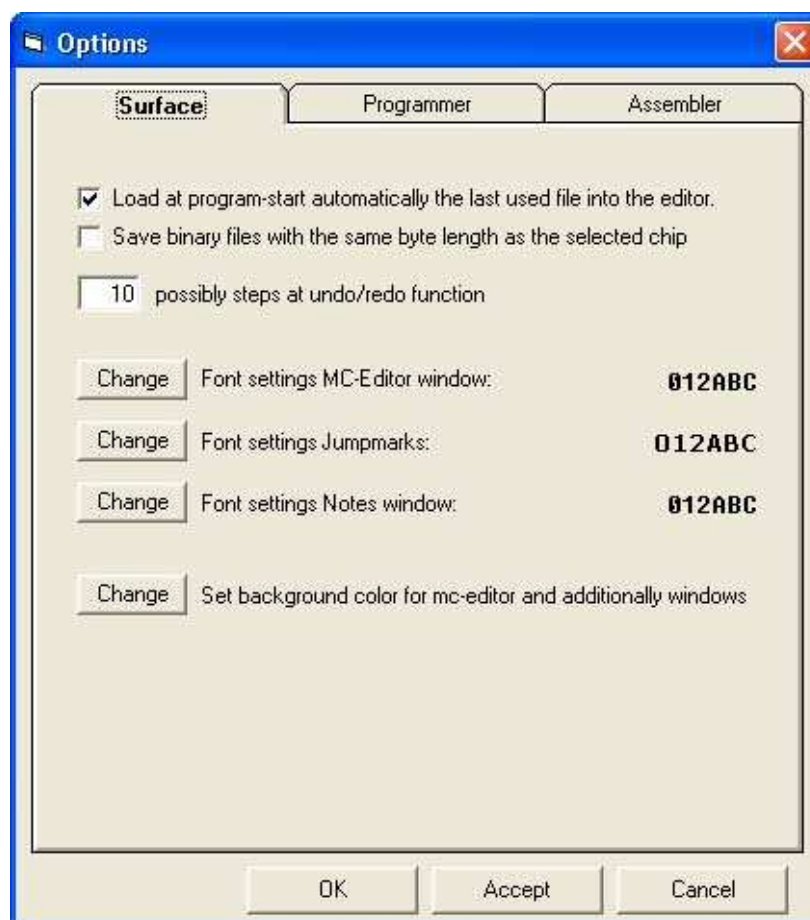 Options
Surface Programmer Assembler
Load at program-start automatically the last used file into the editor.
Save binary files with the same byte length as the selected chip
10 possibly steps at undo/redo function
Change Font settings MC-Editor window: 012ABC
Change Font settings Jumpmarks: 012ABC
Change Font settings Notes window: 012ABC
Change Set background color for mc-editor and additionally windows
OK Accept Cancel